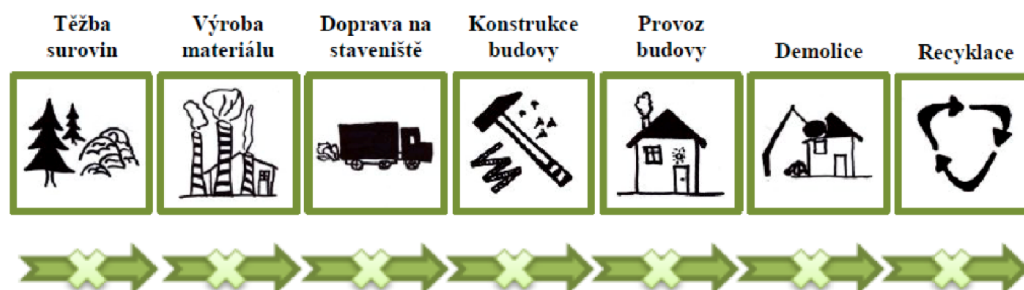 Těžba
surovin
Výroba
materiálu
Doprava na
staveniště
Konstrukce
budovy
Provoz
budovy
Demolice
Recyklace